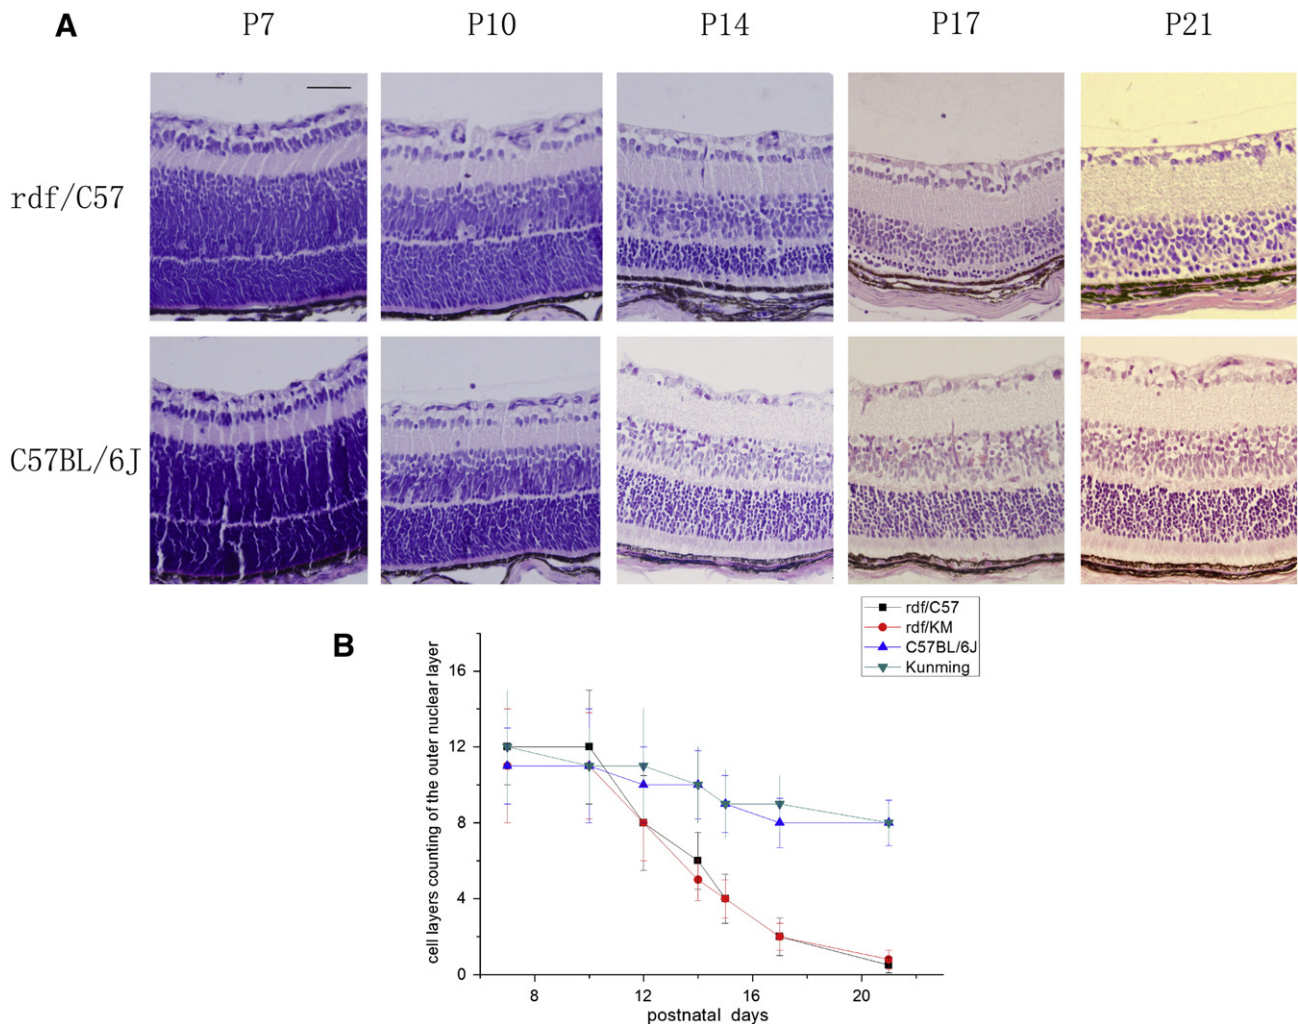 A
P7 P10 P14 P17 P21
rdf/C57
C57BL/6J
B
rdf/C57
rdf/KM
C57BL/6J
Kunming
cell layers counting of the outer nuclear layer
16
12
8
4
0
8 12 16 20
postnatal days